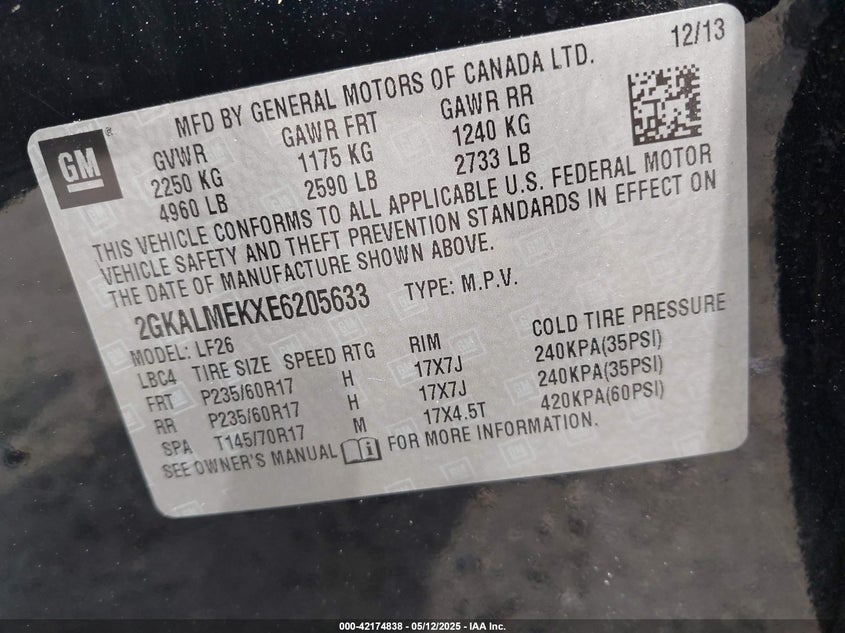 12/13
MFD BY GENERAL MOTORS OF CANADA LTD.
GM
GVWR GAWR FRT GAWR RR
2250 KG 1175 KG 1240 KG
4960 LB 2590 LB 2733 LB
THIS VEHICLE CONFORMS TO ALL APPLICABLE U.S. FEDERAL MOTOR
VEHICLE SAFETY AND THEFT PREVENTION STANDARDS IN EFFECT ON
THE DATE OF MANUFACTURE SHOWN ABOVE.
2GKALMEKXE6205633 TYPE: M.P.V.
MODEL: LF26
LBC4 TIRE SIZE SPEED RTG RIM COLD TIRE PRESSURE
FRT P235/60R17 H 17X7J 240KPA(35PSI)
RR P235/60R17 H 17X7J 240KPA(35PSI)
SPA T145/70R17 M 17X4.5T 420KPA(60PSI)
SEE OWNER'S MANUAL FOR MORE INFORMATION.
000-42174838 - 05/12/2025 - IAA Inc.